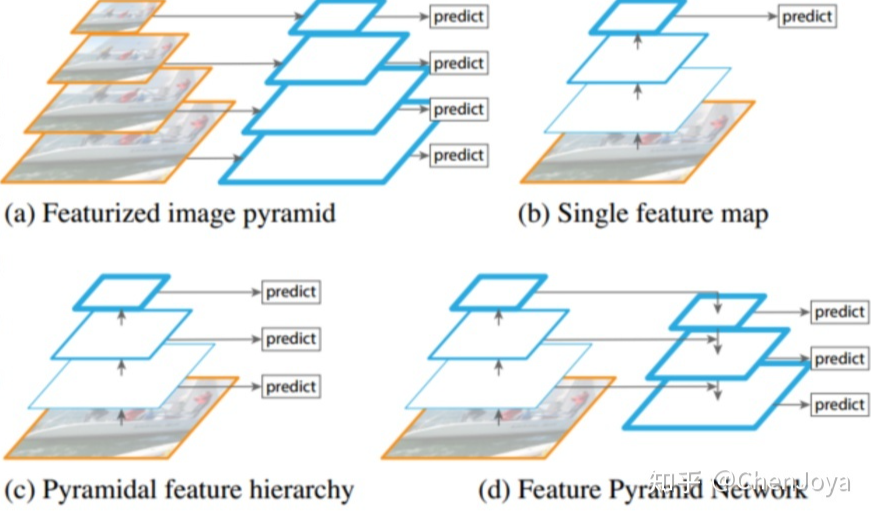 predict
predict
predict
predict
predict
(a) Featurized image pyramid
(b) Single feature map
predict
predict
predict
predict
predict
predict
(c) Pyramidal feature hierarchy
(d) Feature Pyramid Network
知乎 @ChenJoya